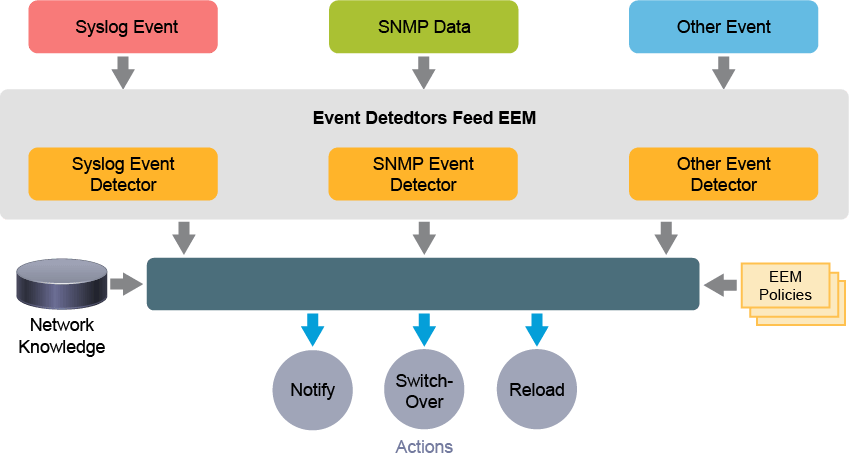 Syslog Event
SNMP Data
Other Event
Event Detedtors Feed EEM
Syslog Event
Detector
SNMP Event
Detector
Other Event
Detector
Network
Knowledge
EEM
Policies
Notify
Switch-
Over
Reload
Actions